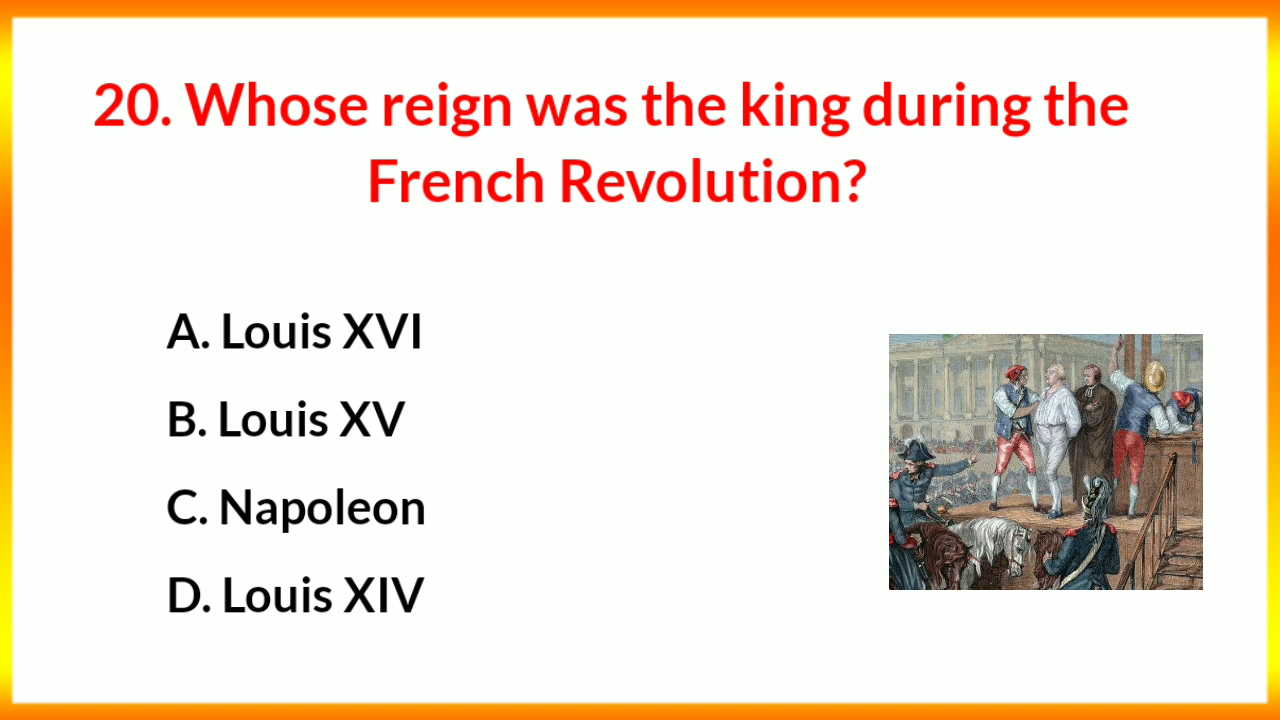 20. Whose reign was the king during the
French Revolution?
A. Louis XVI
B. Louis XV
C. Napoleon
D. Louis XIV